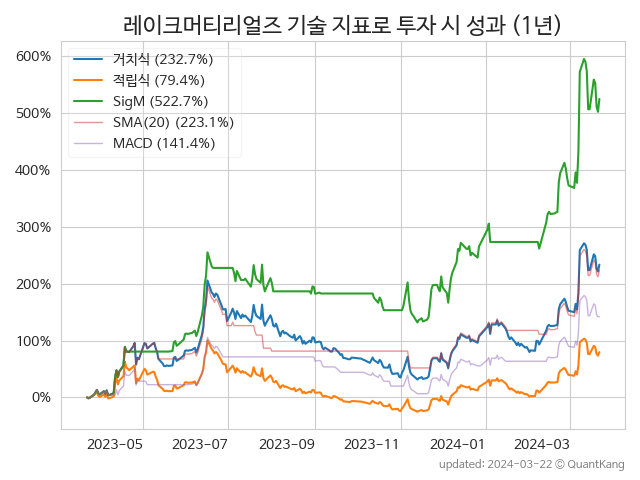 레이크머티리얼즈 기술 지표로 투자 시 성과 (1년)
600%
500%
400%
300%
200%
100%
0%
거치식 (232.7%)
적립식 (79.4%)
SigM (522.7%)
SMA(20) (223.1%)
MACD (141.4%)
2023-05
2023-07
2023-09
2023-11
2024-01
2024-03
updated: 2024-03-22 © QuantKang